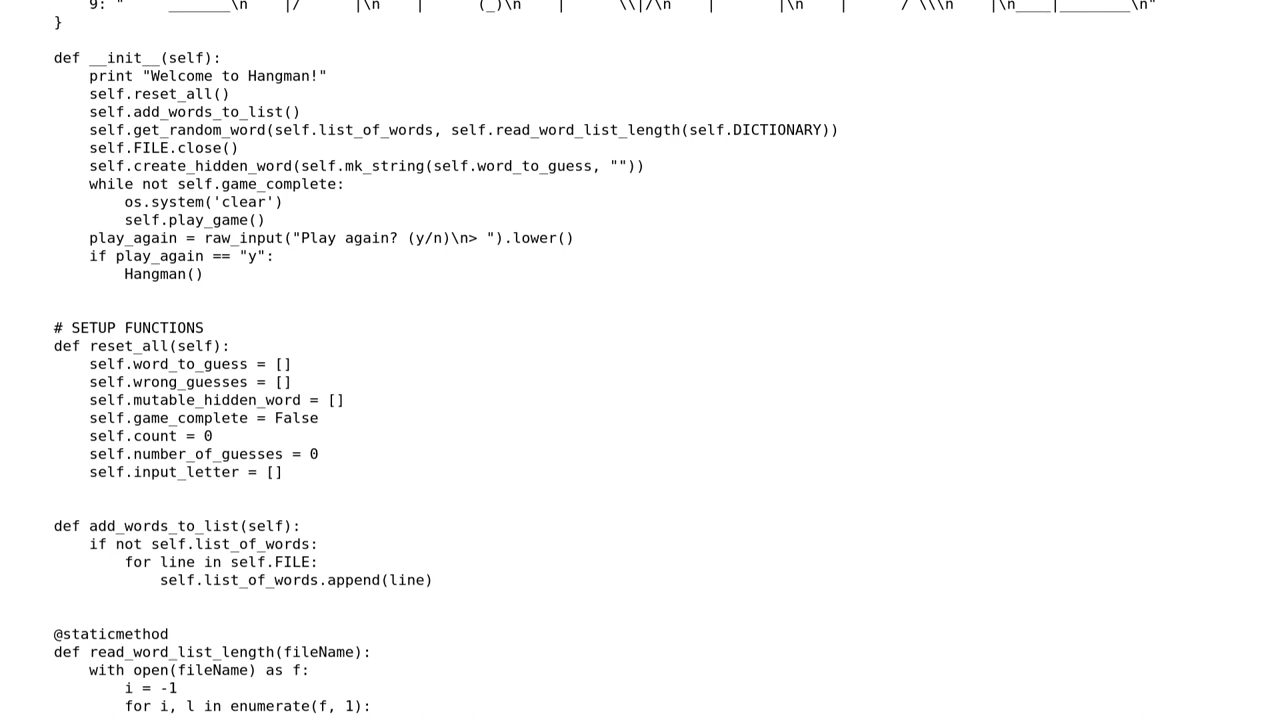 9: "     _______\n    |/      |\n    |      (_)\n    |      \\|/\n    |       |\n    |      / \\\n    |\n____|________\n"
}

def __init__(self):
    print "Welcome to Hangman!"
    self.reset_all()
    self.add_words_to_list()
    self.get_random_word(self.list_of_words, self.read_word_list_length(self.DICTIONARY))
    self.FILE.close()
    self.create_hidden_word(self.mk_string(self.word_to_guess, ""))
    while not self.game_complete:
        os.system('clear')
        self.play_game()
    play_again = raw_input("Play again? (y/n)\n> ").lower()
    if play_again == "y":
        Hangman()


# SETUP FUNCTIONS
def reset_all(self):
    self.word_to_guess = []
    self.wrong_guesses = []
    self.mutable_hidden_word = []
    self.game_complete = False
    self.count = 0
    self.number_of_guesses = 0
    self.input_letter = []


def add_words_to_list(self):
    if not self.list_of_words:
        for line in self.FILE:
            self.list_of_words.append(line)


@staticmethod
def read_word_list_length(fileName):
    with open(fileName) as f:
        i = -1
        for i, l in enumerate(f, 1):